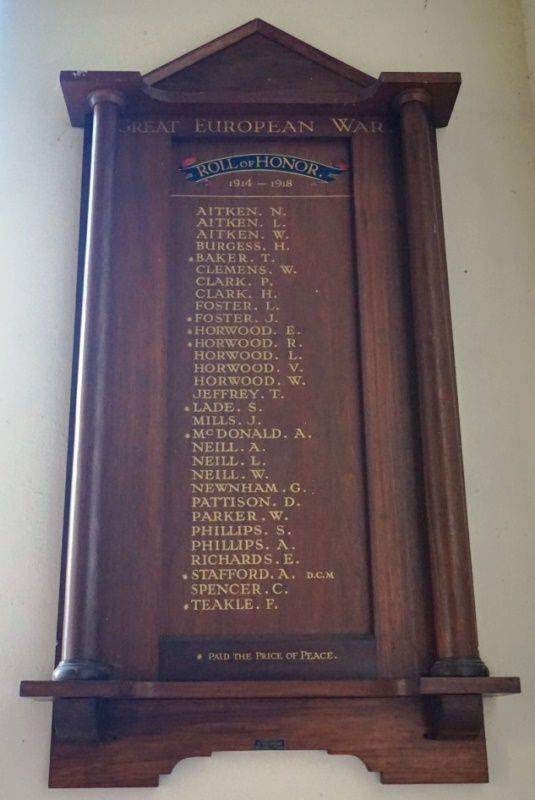 GREAT EUROPEAN WAR.
ROLL OF HONOR.
1914 - 1918
AITKEN. N.
AITKEN. L.
AITKEN. W.
BURGESS. H.
* BAKER. T.
CLEMENS. W.
CLARK. P.
CLARK. H.
FOSTER. L.
* FOSTER. J.
* HORWOOD. E.
* HORWOOD. R.
HORWOOD. L.
HORWOOD. V.
HORWOOD. W.
JEFFREY. T.
* LADE. S.
MILLS. J.
* McDONALD. A.
NEILL. A.
NEILL. L.
NEILL. W.
NEWNHAM. G.
PATTISON. D.
PARKER. W.
PHILLIPS. S.
PHILLIPS. A.
RICHARDS. E.
* STAFFORD. A. D.C.M
SPENCER. C.
* TEAKLE. F.
* PAID THE PRICE OF PEACE.